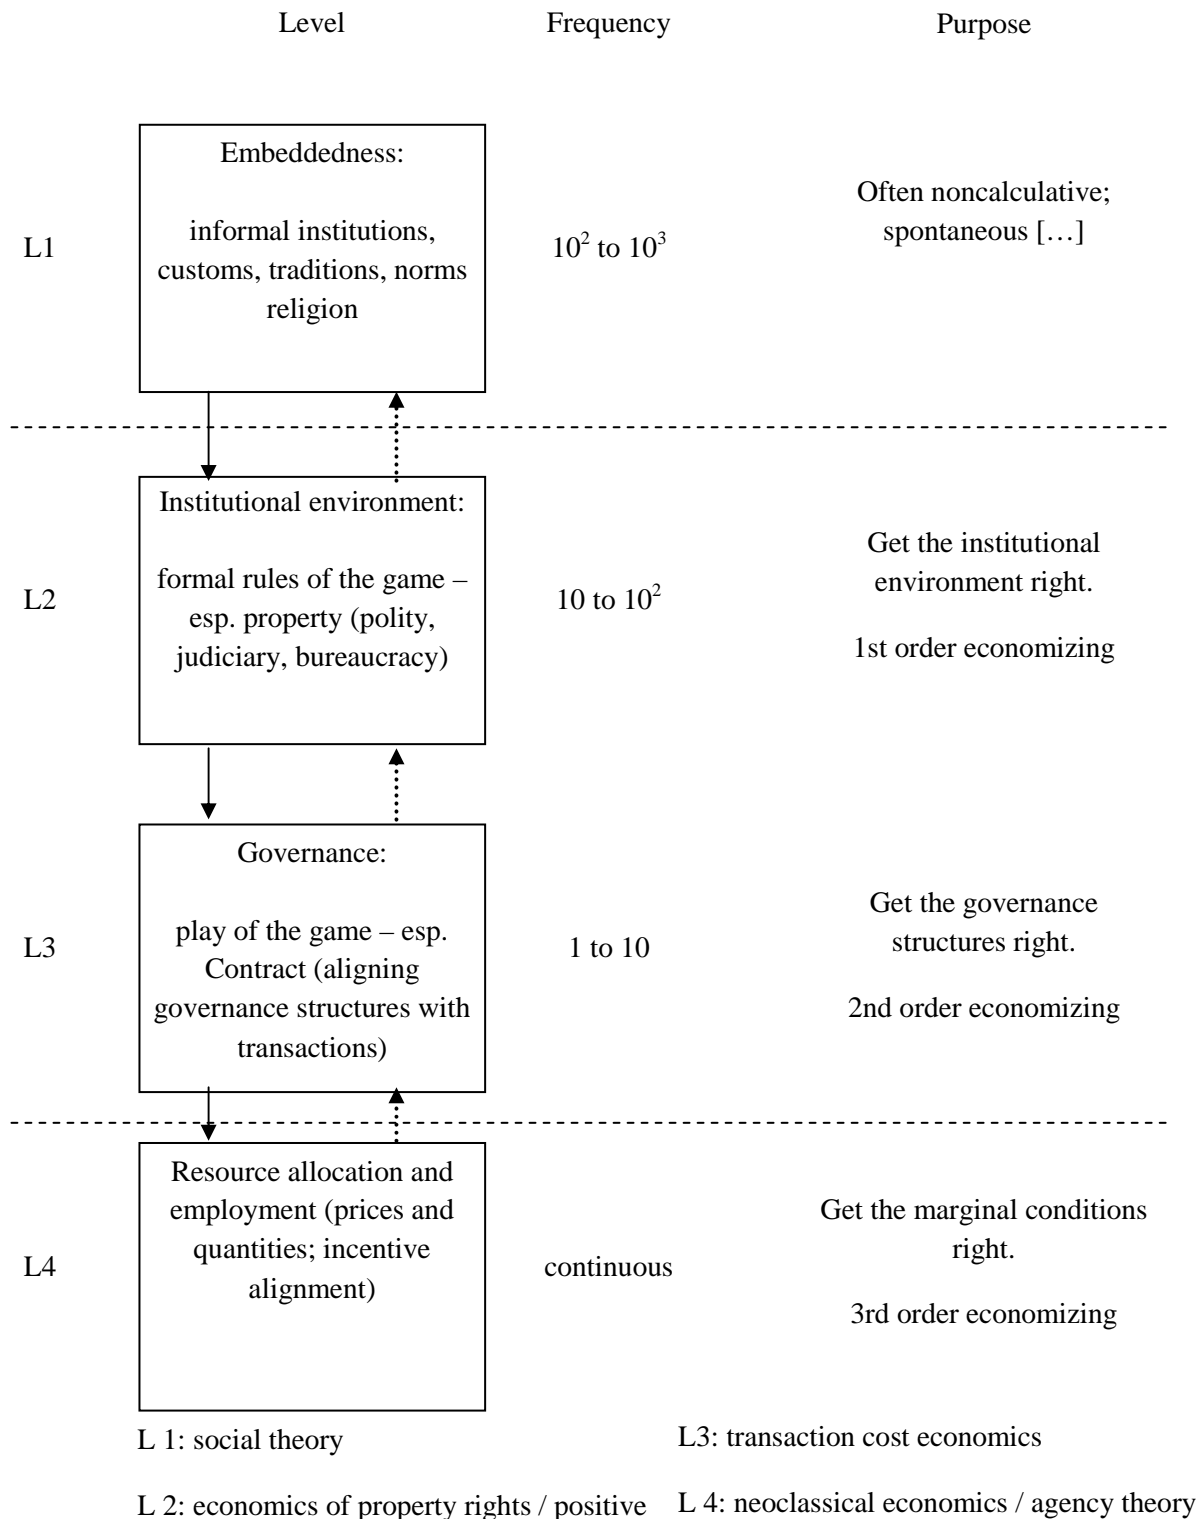 Level Frequency Purpose
Embeddedness:
informal institutions,
customs, traditions, norms
religion
L1
10² to 10³
Often noncalculative;
spontaneous […]
Institutional environment:
formal rules of the game –
esp. property (polity,
judiciary, bureaucracy)
L2
10 to 10²
Get the institutional
environment right.
1st order economizing
Governance:
play of the game – esp.
Contract (aligning
governance structures with
transactions)
L3
1 to 10
Get the governance
structures right.
2nd order economizing
Resource allocation and
employment (prices and
quantities; incentive
alignment)
L4
continuous
Get the marginal conditions
right.
3rd order economizing
L 1: social theory
L3: transaction cost economics
L 2: economics of property rights / positive
L 4: neoclassical economics / agency theory